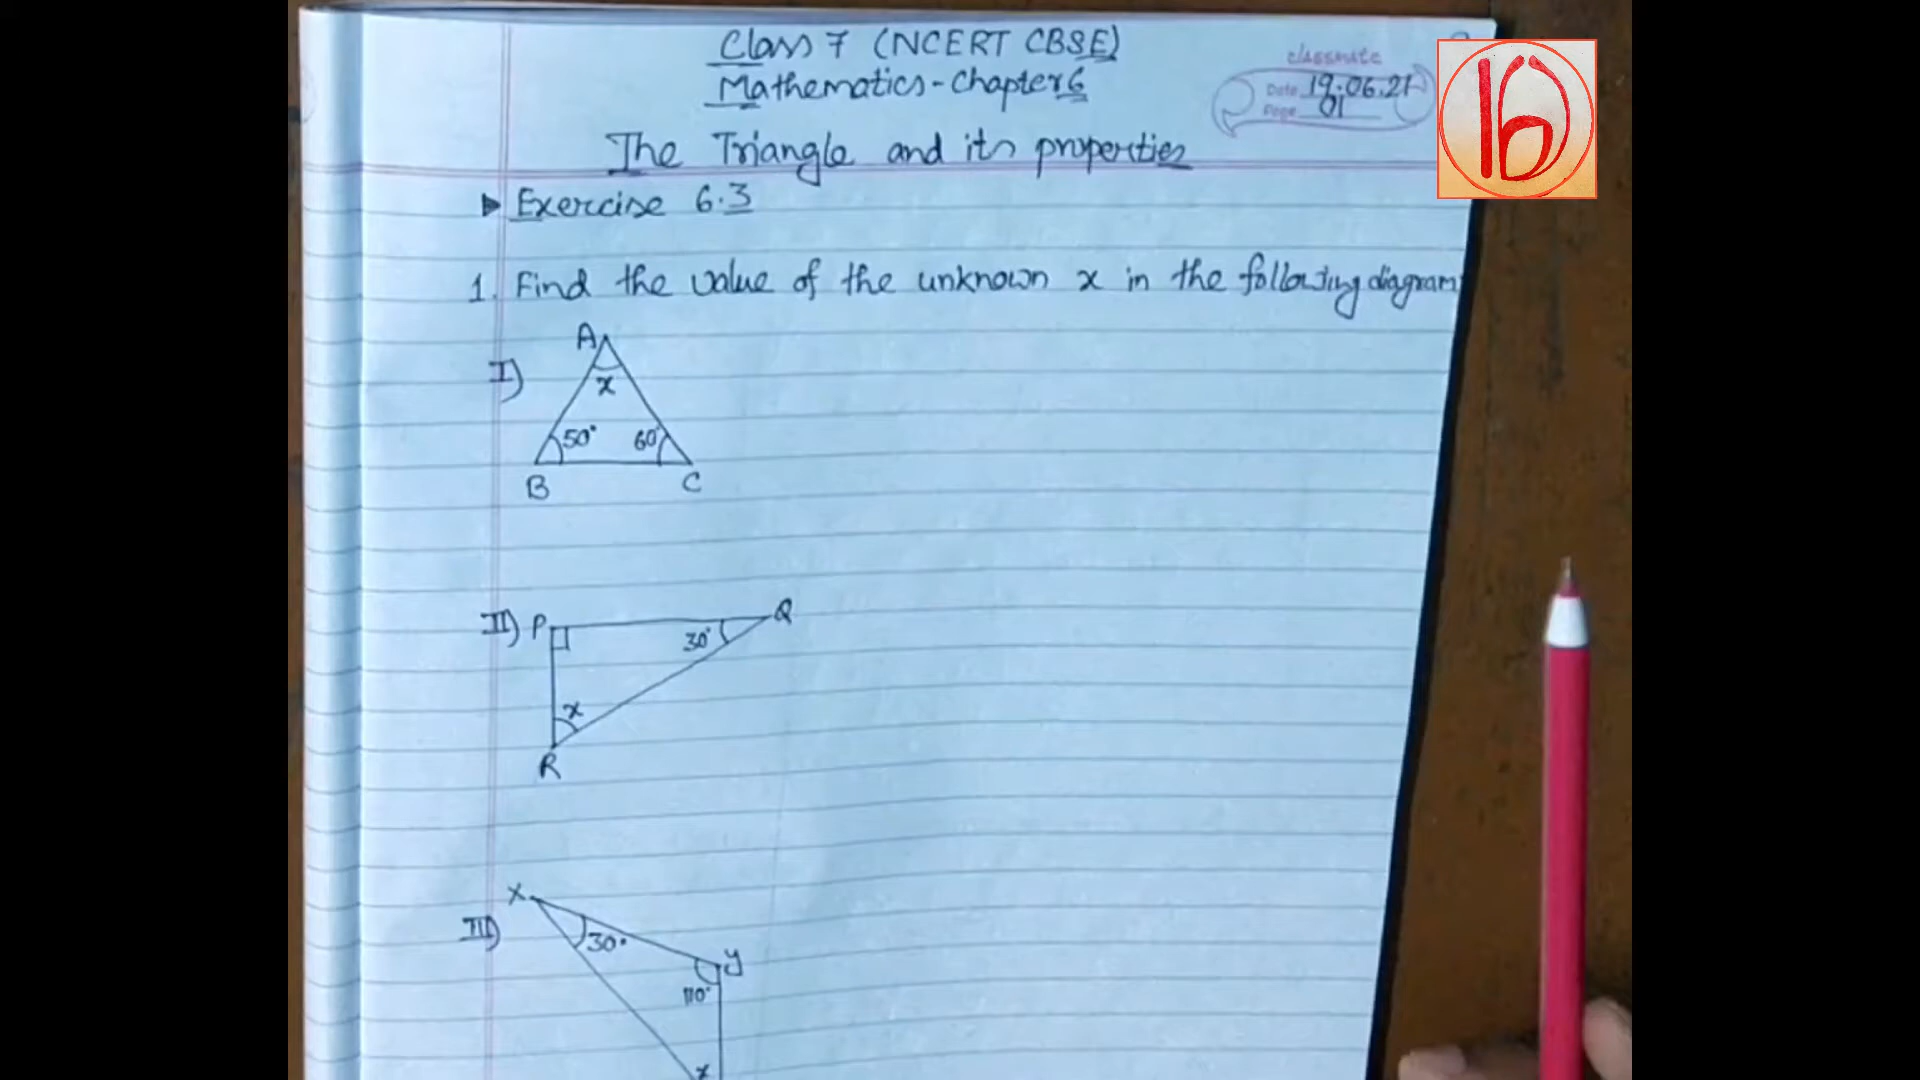 Class 7 (NCERT CBSE)
Mathematics - Chapter 6
classmate
Date 19.06.21
Page 01
The Triangle and its properties
Exercise 6.3
1. Find the value of the unknown x in the following diagram
I)
A
x
50° 60°
B C
II) P Q
30°
x
R
III)
X
30°
Y
110°
x